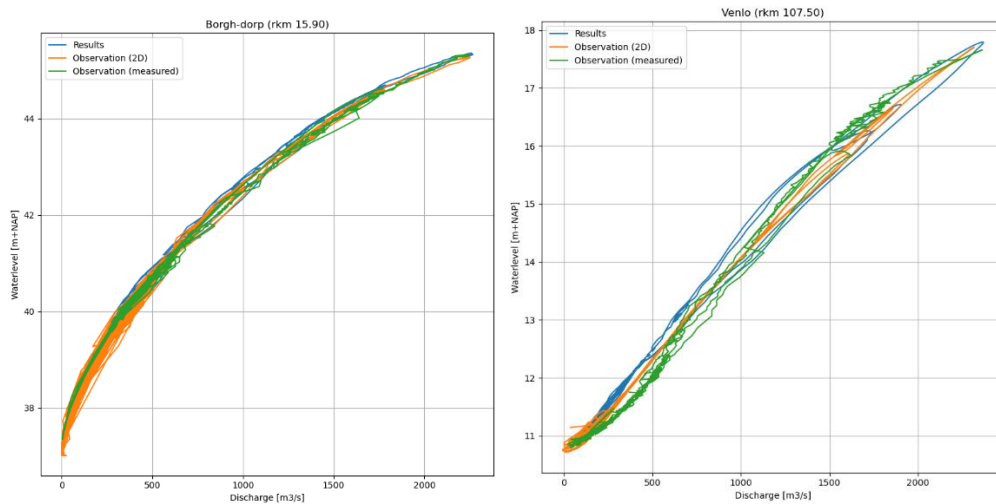 Borgh-dorp (rkm 15.90)
Results
Observation (2D)
Observation (measured)
Waterlevel [m+NAP]
44
42
40
38
0
500
1000
1500
2000
Discharge [m3/s]
Venlo (rkm 107.50)
Results
Observation (2D)
Observation (measured)
Waterlevel [m+NAP]
18
17
16
15
14
13
12
11
0
500
1000
1500
2000
Discharge [m3/s]